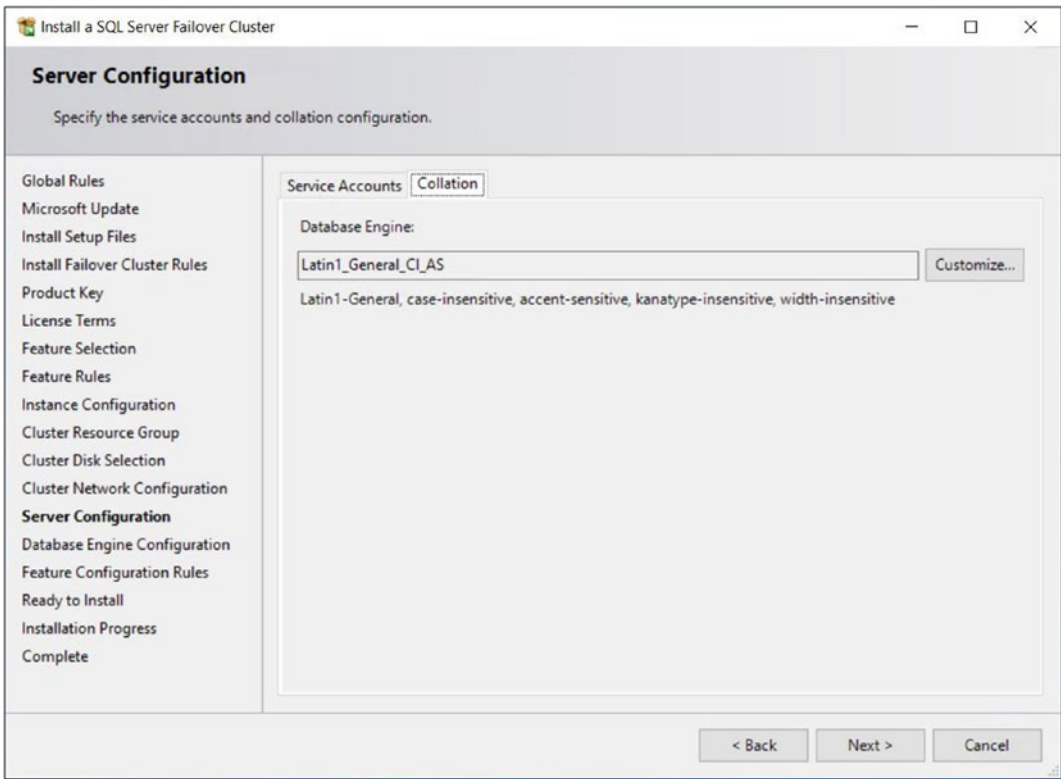 Install a SQL Server Failover Cluster
Server Configuration
Specify the service accounts and collation configuration.
Global Rules
Microsoft Update
Install Setup Files
Install Failover Cluster Rules
Product Key
License Terms
Feature Selection
Feature Rules
Instance Configuration
Cluster Resource Group
Cluster Disk Selection
Cluster Network Configuration
Server Configuration
Database Engine Configuration
Feature Configuration Rules
Ready to Install
Installation Progress
Complete
Service Accounts Collation
Database Engine:
Latin1_General_CI_AS Customize...
Latin1-General, case-insensitive, accent-sensitive, kanatype-insensitive, width-insensitive
< Back Next > Cancel